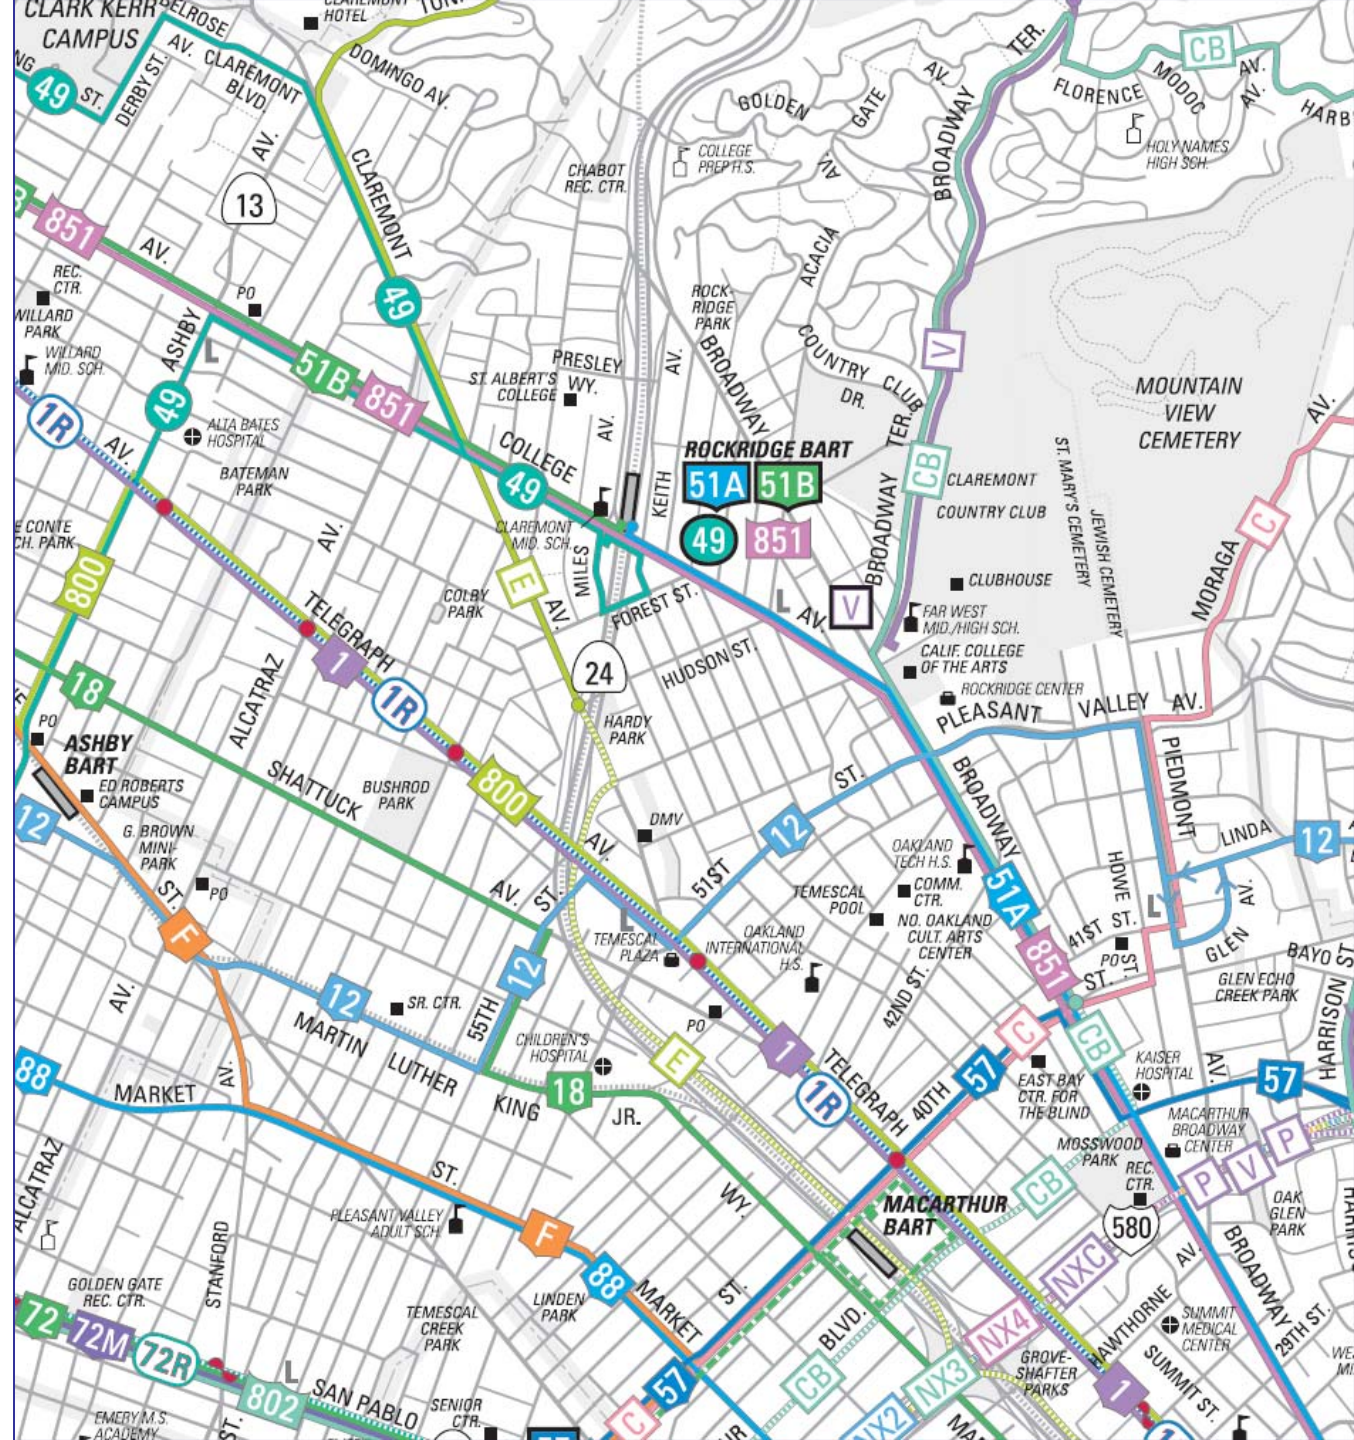 CLARK KERR
CAMPUS
BELROSE
AV.
CLAREMONT
BLVD.
DERBY ST.
ST.
49
CLAREMONT
HOTEL
DOMINGO AV.
AV.
13
CLAREMONT
49
CHABOT
REC. CTR.
COLLEGE
PREP H.S.
GOLDEN
GATE
AV.
AV.
BROADWAY
TER.
FLORENCE
MODOC
AV.
AV.
CB
HOLY NAMES
HIGH SCH.
851
AV.
REC.
CTR.
WILLARD
PARK
WILLARD
MID. SCH.
PO
ASHBY
L
49
51B
851
ALTA BATES
HOSPITAL
BATEMAN
PARK
1R
AV.
ST. ALBERT'S
COLLEGE
PRESLEY
WY.
AV.
AV.
KEITH
ROCK-
RIDGE
PARK
BROADWAY
ACACIA
COUNTRY CLUB
DR.
V
MOUNTAIN
VIEW
CEMETERY
AV.
COLLEGE
49
ROCKRIDGE BART
51A
51B
49
851
BROADWAY
TER.
CB
CLAREMONT
COUNTRY CLUB
ST. MARY'S CEMETERY
JEWISH CEMETERY
C
MORAGA
CLAREMONT
MID. SCH.
MILES
FOREST ST.
E
AV.
COLBY
PARK
AV.
800
L
AV.
V
CLUBHOUSE
FAR WEST
MID./HIGH SCH.
CALIF. COLLEGE
OF THE ARTS
ROCKRIDGE CENTER
PLEASANT
VALLEY
AV.
TELEGRAPH
1
1R
24
HUDSON ST.
HARDY
PARK
18
ALCATRAZ
PO
ASHBY
BART
ED ROBERTS
CAMPUS
12
G. BROWN
MINI-
PARK
PO
ST.
SHATTUCK
BUSHROD
PARK
800
AV.
DMV
51ST
12
ST.
BROADWAY
PIEDMONT
LINDA
12
AV.
OAKLAND
TECH H.S.
COMM.
CTR.
TEMESCAL
POOL
NO. OAKLAND
CULT. ARTS
CENTER
51A
HOWE
41ST
ST.
L
GLEN
BAYO
GLEN ECHO
CREEK PARK
HARRISON ST.
F
AV.
ST.
L
TEMESCAL
PLAZA
OAKLAND
INTERNATIONAL
H.S.
42ND ST.
851
PO
ST.
ST.
12
SR. CTR.
MARTIN
LUTHER
55TH
12
PO
1
CHILDREN'S
HOSPITAL
E
C
CB
KAISER
HOSPITAL
AV.
57
AV.
88
MARKET
AV.
KING
18
JR.
TELEGRAPH
1R
40TH
57
EAST BAY
CTR. FOR
THE BLIND
MACARTHUR
BROADWAY
CENTER
MOSSWOOD
PARK
REC.
CTR.
P
V
P
OAK
GLEN
PARK
ALCATRAZ
ST.
WY.
MACARTHUR
BART
CB
580
PLEASANT VALLEY
ADULT SCH.
F
88
STANFORD
GOLDEN GATE
REC. CTR.
72
72M
72R
L
802
SAN PABLO
TEMESCAL
CREEK
PARK
LINDEN
PARK
MARKET
ST.
BLVD.
CB
NX4
NXC
NX3
NX2
AV.
BROADWAY
HAWTHORNE
SUMMIT
MEDICAL
CENTER
29TH ST.
SUMMIT ST.
GROVE-
SHAFTER
PARKS
1
57
C
SENIOR
CTR.
EMERY M.S.
ACADEMY
ST.